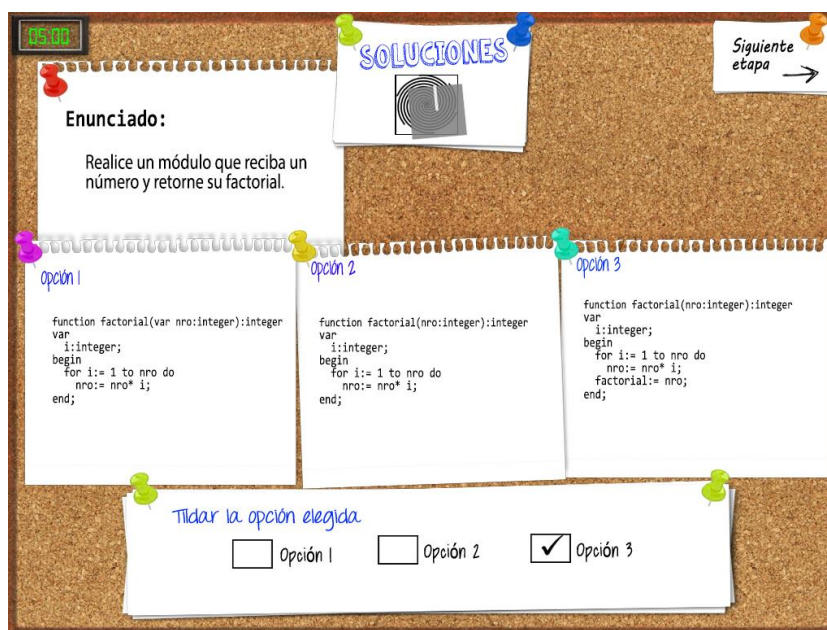 05:00
SOLUCIONES
Siguiente
etapa
Enunciado:
Realice un módulo que reciba un
número y retorne su factorial.
Opción 1
function factorial(var nro:integer):integer
var
i:integer;
begin
for i:= 1 to nro do
nro:= nro* i;
end;
Opción 2
function factorial(nro:integer):integer
var
i:integer;
begin
for i:= 1 to nro do
nro:= nro* i;
end;
Opción 3
function factorial(nro:integer):integer
var
i:integer;
begin
for i:= 1 to nro do
nro:= nro* i;
factorial:= nro;
end;
Tildar la opción elegida
Opción 1
Opción 2
Opción 3